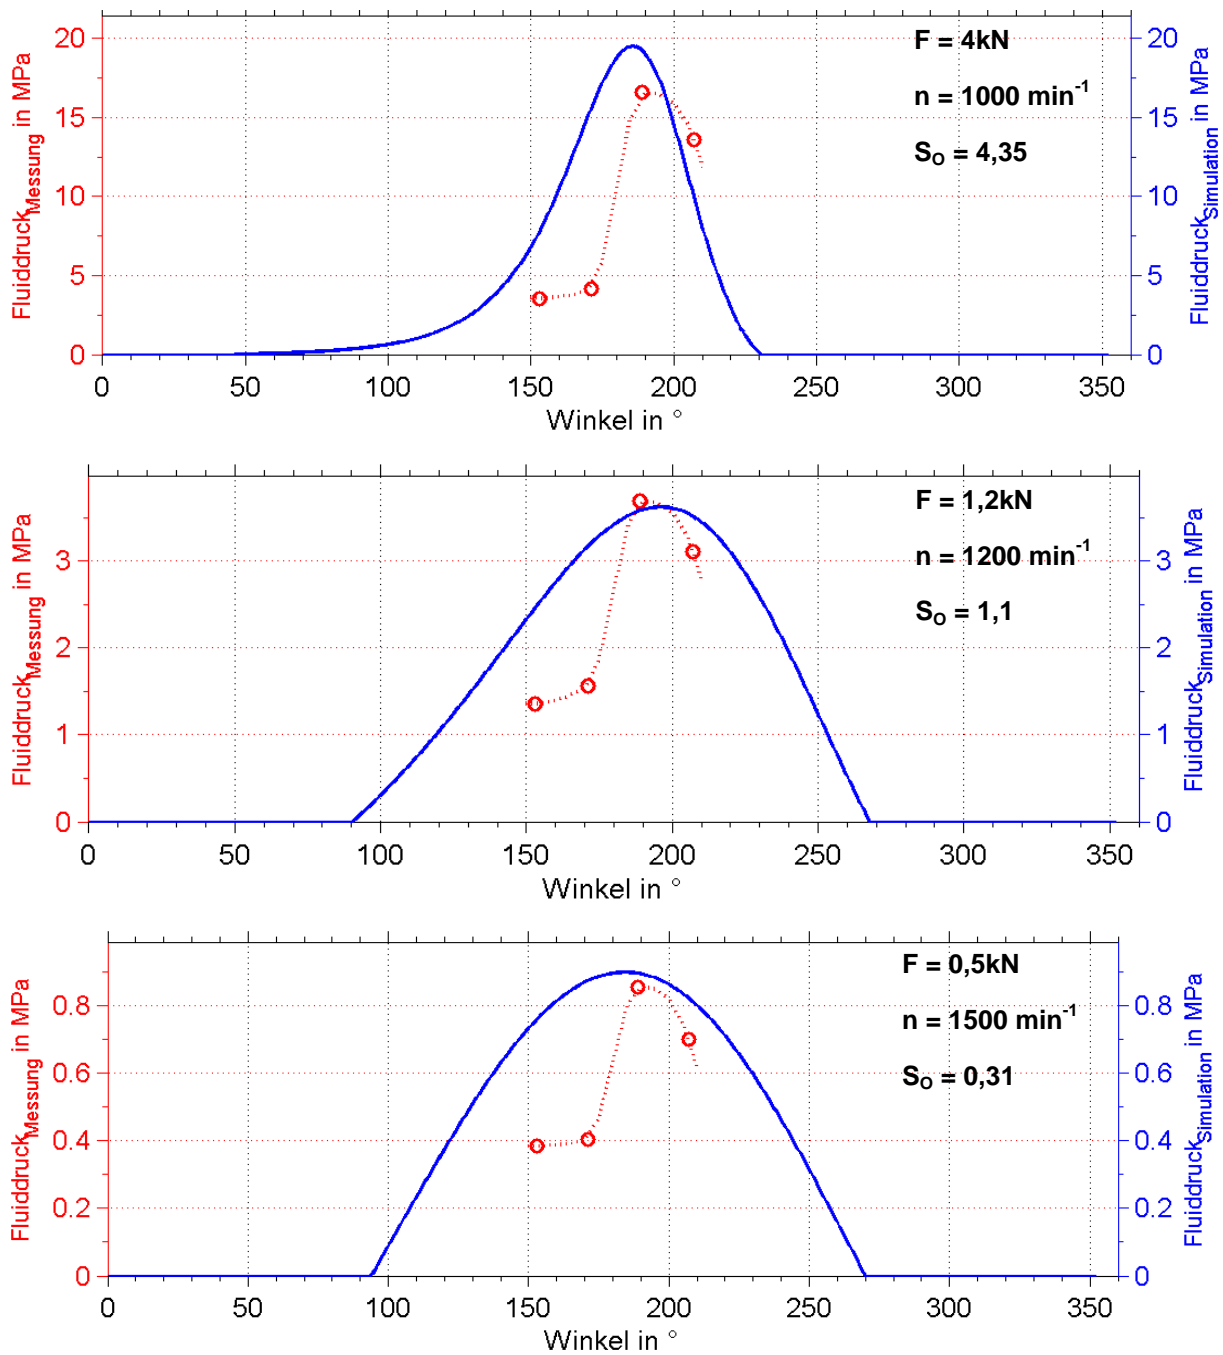 Fluiddruck_Messung in MPa
20
15
10
5
0
F = 4kN
n = 1000 min⁻¹
S_O = 4,35
20
15
10
5
0
Fluiddruck_Simulation in MPa
0 50 100 150 200 250 300 350
Winkel in °
Fluiddruck_Messung in MPa
3
2
1
0
F = 1,2kN
n = 1200 min⁻¹
S_O = 1,1
3
2
1
0
Fluiddruck_Simulation in MPa
0 50 100 150 200 250 300 350
Winkel in °
Fluiddruck_Messung in MPa
0.8
0.6
0.4
0.2
0
F = 0,5kN
n = 1500 min⁻¹
S_O = 0,31
0.8
0.6
0.4
0.2
0
Fluiddruck_Simulation in MPa
0 50 100 150 200 250 300 350
Winkel in °